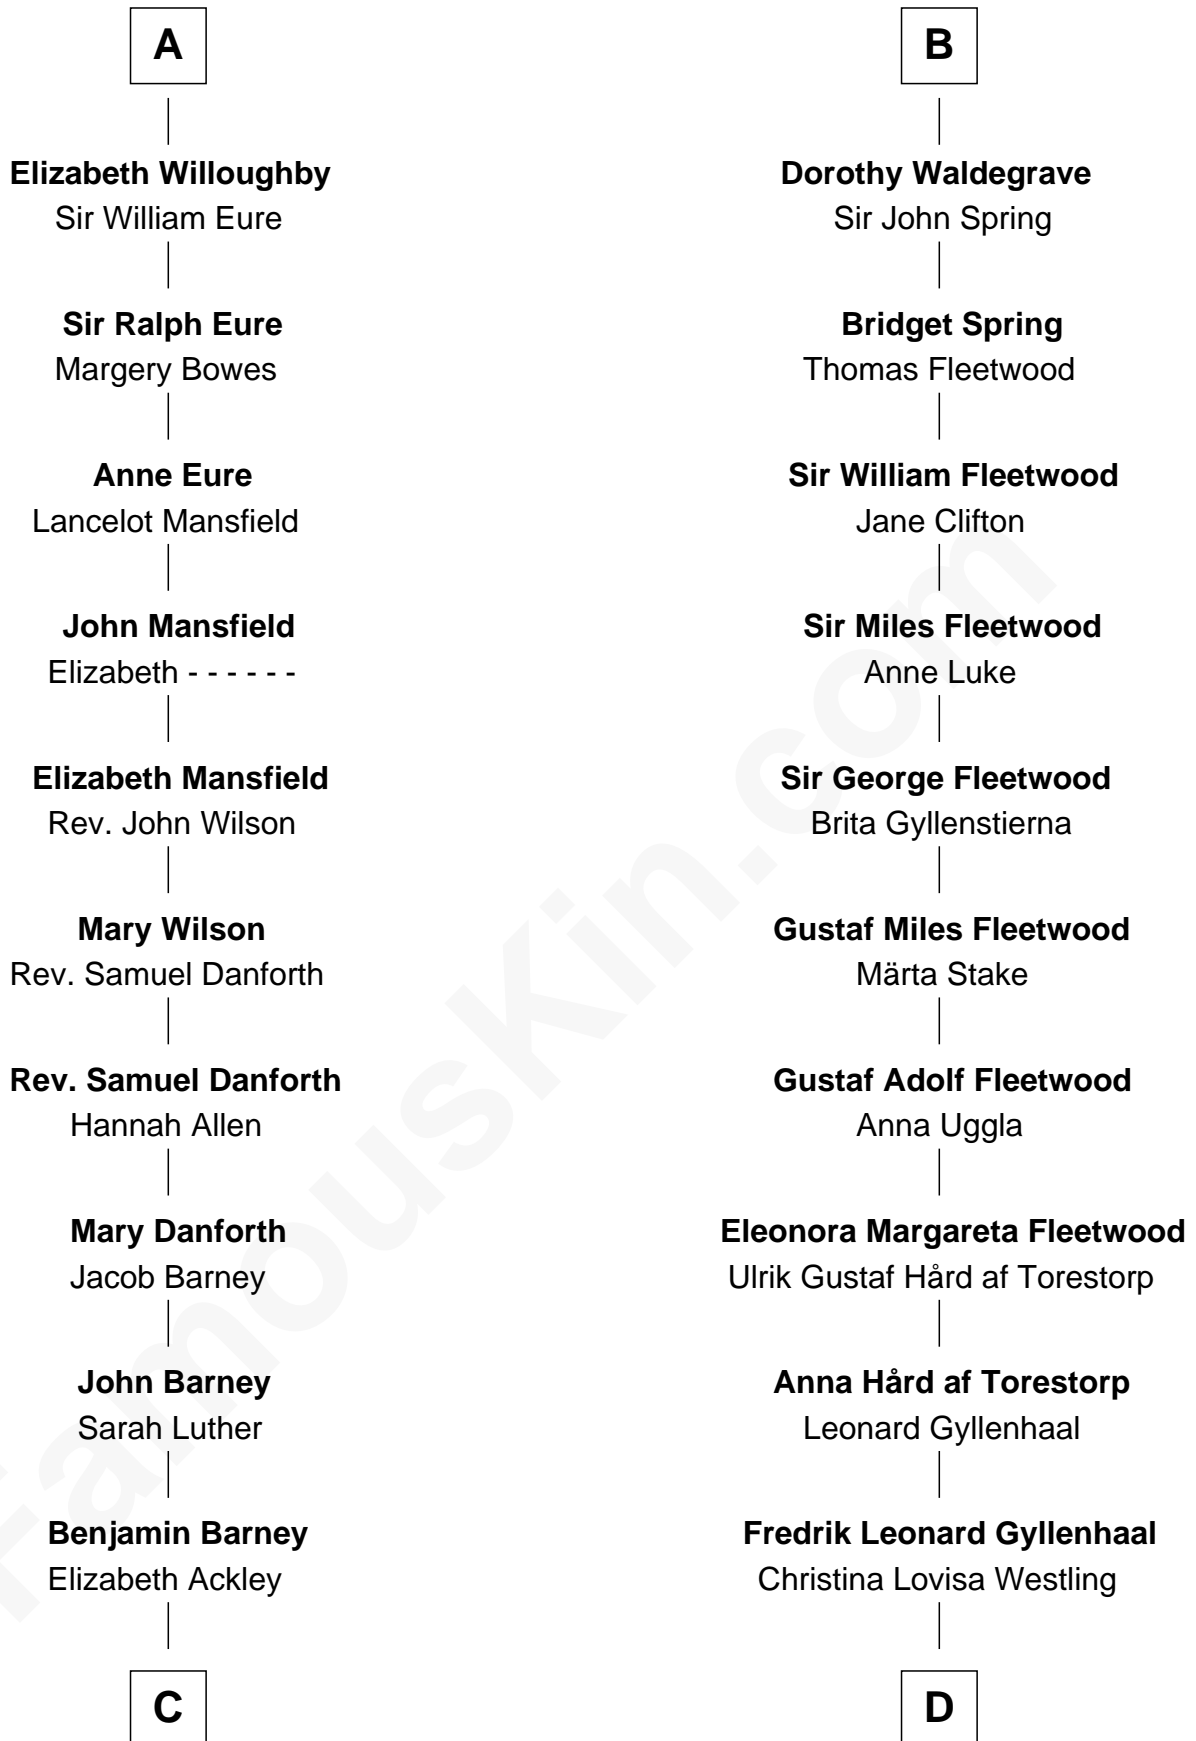 A
Elizabeth Willoughby
Sir William Eure
Sir Ralph Eure
Margery Bowes
Anne Eure
Lancelot Mansfield
John Mansfield
Elizabeth - - - - - -
Elizabeth Mansfield
Rev. John Wilson
Mary Wilson
Rev. Samuel Danforth
Rev. Samuel Danforth
Hannah Allen
Mary Danforth
Jacob Barney
John Barney
Sarah Luther
Benjamin Barney
Elizabeth Ackley
C
B
Dorothy Waldegrave
Sir John Spring
Bridget Spring
Thomas Fleetwood
Sir William Fleetwood
Jane Clifton
Sir Miles Fleetwood
Anne Luke
Sir George Fleetwood
Brita Gyllenstierna
Gustaf Miles Fleetwood
Märta Stake
Gustaf Adolf Fleetwood
Anna Uggla
Eleonora Margareta Fleetwood
Ulrik Gustaf Hård af Torestorp
Anna Hård af Torestorp
Leonard Gyllenhaal
Fredrik Leonard Gyllenhaal
Christina Lovisa Westling
D
FamousKin.com